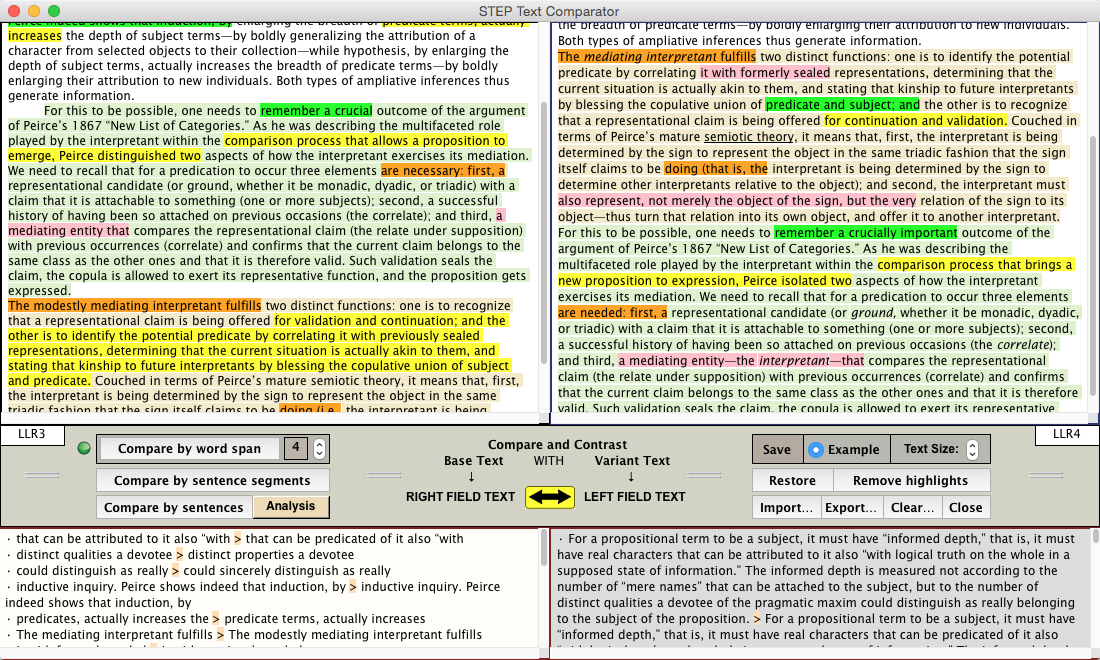 STEP Text Comparator
Peirce indeed shows that induction, by enlarging the breadth of predicate terms, actually
increases the depth of subject terms—by boldly generalizing the attribution of a
character from selected objects to their collection—while hypothesis, by enlarging the
depth of subject terms, actually increases the breadth of predicate terms—by boldly
enlarging their attribution to new individuals. Both types of ampliative inferences thus
generate information.
For this to be possible, one needs to remember a crucial outcome of the argument
of Peirce’s 1867 “New List of Categories.” As he was describing the multifaceted role
played by the interpretant within the comparison process that allows a proposition to
emerge, Peirce distinguished two aspects of how the interpretant exercises its mediation.
We need to recall that for a predication to occur three elements are necessary: first, a
representational candidate (or ground, whether it be monadic, dyadic, or triadic) with a
claim that it is attachable to something (one or more subjects); second, a successful
history of having been so attached on previous occasions (the correlate); and third, a
mediating entity that compares the representational claim (the relate under supposition)
with previous occurrences (correlate) and confirms that the current claim belongs to the
same class as the other ones and that it is therefore valid. Such validation seals the
claim, the copula is allowed to exert its representative function, and the proposition gets
expressed.
The modestly mediating interpretant fulfills two distinct functions: one is to recognize
that a representational claim is being offered for validation and continuation; and the
other is to identify the potential predicate by correlating it with previously sealed
representations, determining that the current situation is actually akin to them, and
stating that kinship to future interpretants by blessing the copulative union of subject
and predicate. Couched in terms of Peirce’s mature semiotic theory, it means that, first,
the interpretant is being determined by the sign to represent the object in the same
triadic fashion that the sign itself claims to be doing (i.e., the interpretant is being
the breadth of predicate terms—by boldly enlarging their attribution to new individuals.
Both types of ampliative inferences thus generate information.
The mediating interpretant fulfills two distinct functions: one is to identify the potential
predicate by correlating it with formerly sealed representations, determining that the
current situation is actually akin to them, and stating that kinship to future interpretants
by blessing the copulative union of predicate and subject; and the other is to recognize
that a representational claim is being offered for continuation and validation. Couched in
terms of Peirce’s mature semiotic theory, it means that, first, the interpretant is being
determined by the sign to represent the object in the same triadic fashion that the sign
itself claims to be doing (that is, the interpretant is being determined by the sign to
determine other interpretants relative to the object); and second, the interpretant must
also represent, not merely the object of the sign, but the very relation of the sign to its
object—thus turn that relation into its own object, and offer it to another interpretant.
For this to be possible, one needs to remember a crucially important outcome of the
argument of Peirce’s 1867 “New List of Categories.” As he was describing the
multifaceted role played by the interpretant within the comparison process that brings a
new proposition to expression, Peirce isolated two aspects of how the interpretant
exercises its mediation. We need to recall that for a predication to occur three elements
are needed: first, a representational candidate (or ground, whether it be monadic, dyadic,
or triadic) with a claim that it is attachable to something (one or more subjects); second,
a successful history of having been so attached on previous occasions (the correlate);
and third, a mediating entity—the interpretant—that compares the representational
claim (the relate under supposition) with previous occurrences (correlate) and confirms
that the current claim belongs to the same class as the other ones and that it is therefore
valid. Such validation seals the claim, the copula is allowed to exert its representative
LLR3
LLR4
Compare by word span 4
Compare by sentence segments
Compare by sentences
Analysis
Compare and Contrast
Base Text WITH Variant Text
↓ ↓
RIGHT FIELD TEXT LEFT FIELD TEXT
Save Example Text Size:
Restore Remove highlights
Import... Export... Clear... Close
· that can be attributed to it also “with > that can be predicated of it also “with
· distinct qualities a devotee > distinct properties a devotee
· could distinguish as really > could sincerely distinguish as really
· inductive inquiry. Peirce shows indeed that induction, by > inductive inquiry. Peirce
indeed shows that induction, by
· predicates, actually increases the > predicate terms, actually increases
· The mediating interpretant fulfills > The modestly mediating interpretant fulfills
· For a propositional term to be a subject, it must have “informed depth,” that is, it must
have real characters that can be attributed to it also “with logical truth on the whole in a
supposed state of information.” The informed depth is measured not according to the
number of “mere names” that can be attached to the subject, but to the number of
distinct qualities a devotee of the pragmatic maxim could distinguish as really belonging
to the subject of the proposition. > For a propositional term to be a subject, it must have
“informed depth,” that is, it must have real characters that can be predicated of it also